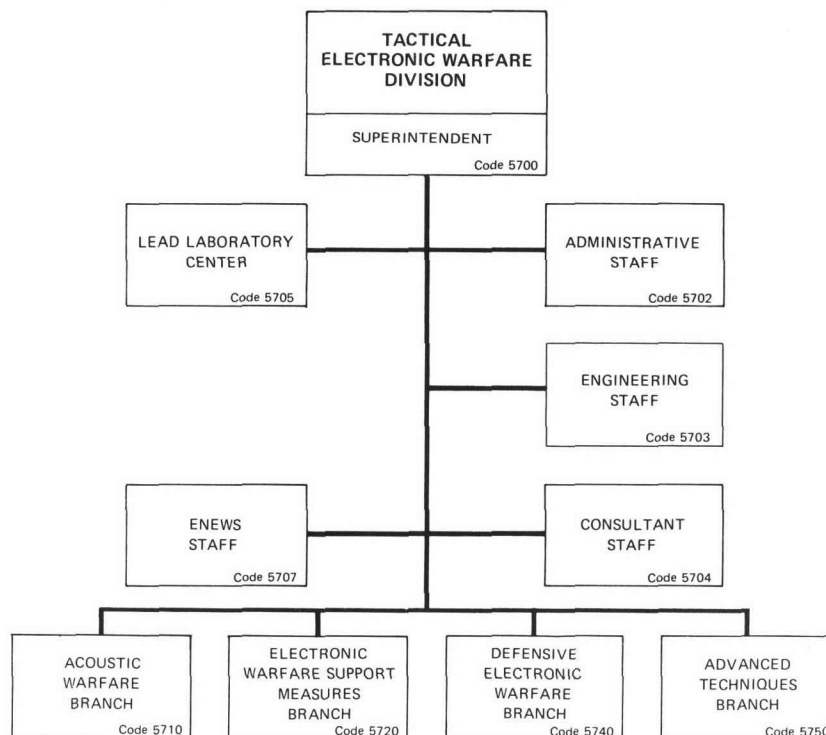 TACTICAL
ELECTRONIC WARFARE
DIVISION
SUPERINTENDENT
Code 5700
LEAD LABORATORY
CENTER
Code 5705
ADMINISTRATIVE
STAFF
Code 5702
ENGINEERING
STAFF
Code 5703
ENEWS
STAFF
Code 5707
CONSULTANT
STAFF
Code 5704
ACOUSTIC
WARFARE
BRANCH
Code 5710
ELECTRONIC
WARFARE SUPPORT
MEASURES
BRANCH
Code 5720
DEFENSIVE
ELECTRONIC
WARFARE
BRANCH
Code 5740
ADVANCED
TECHNIQUES
BRANCH
Code 5750